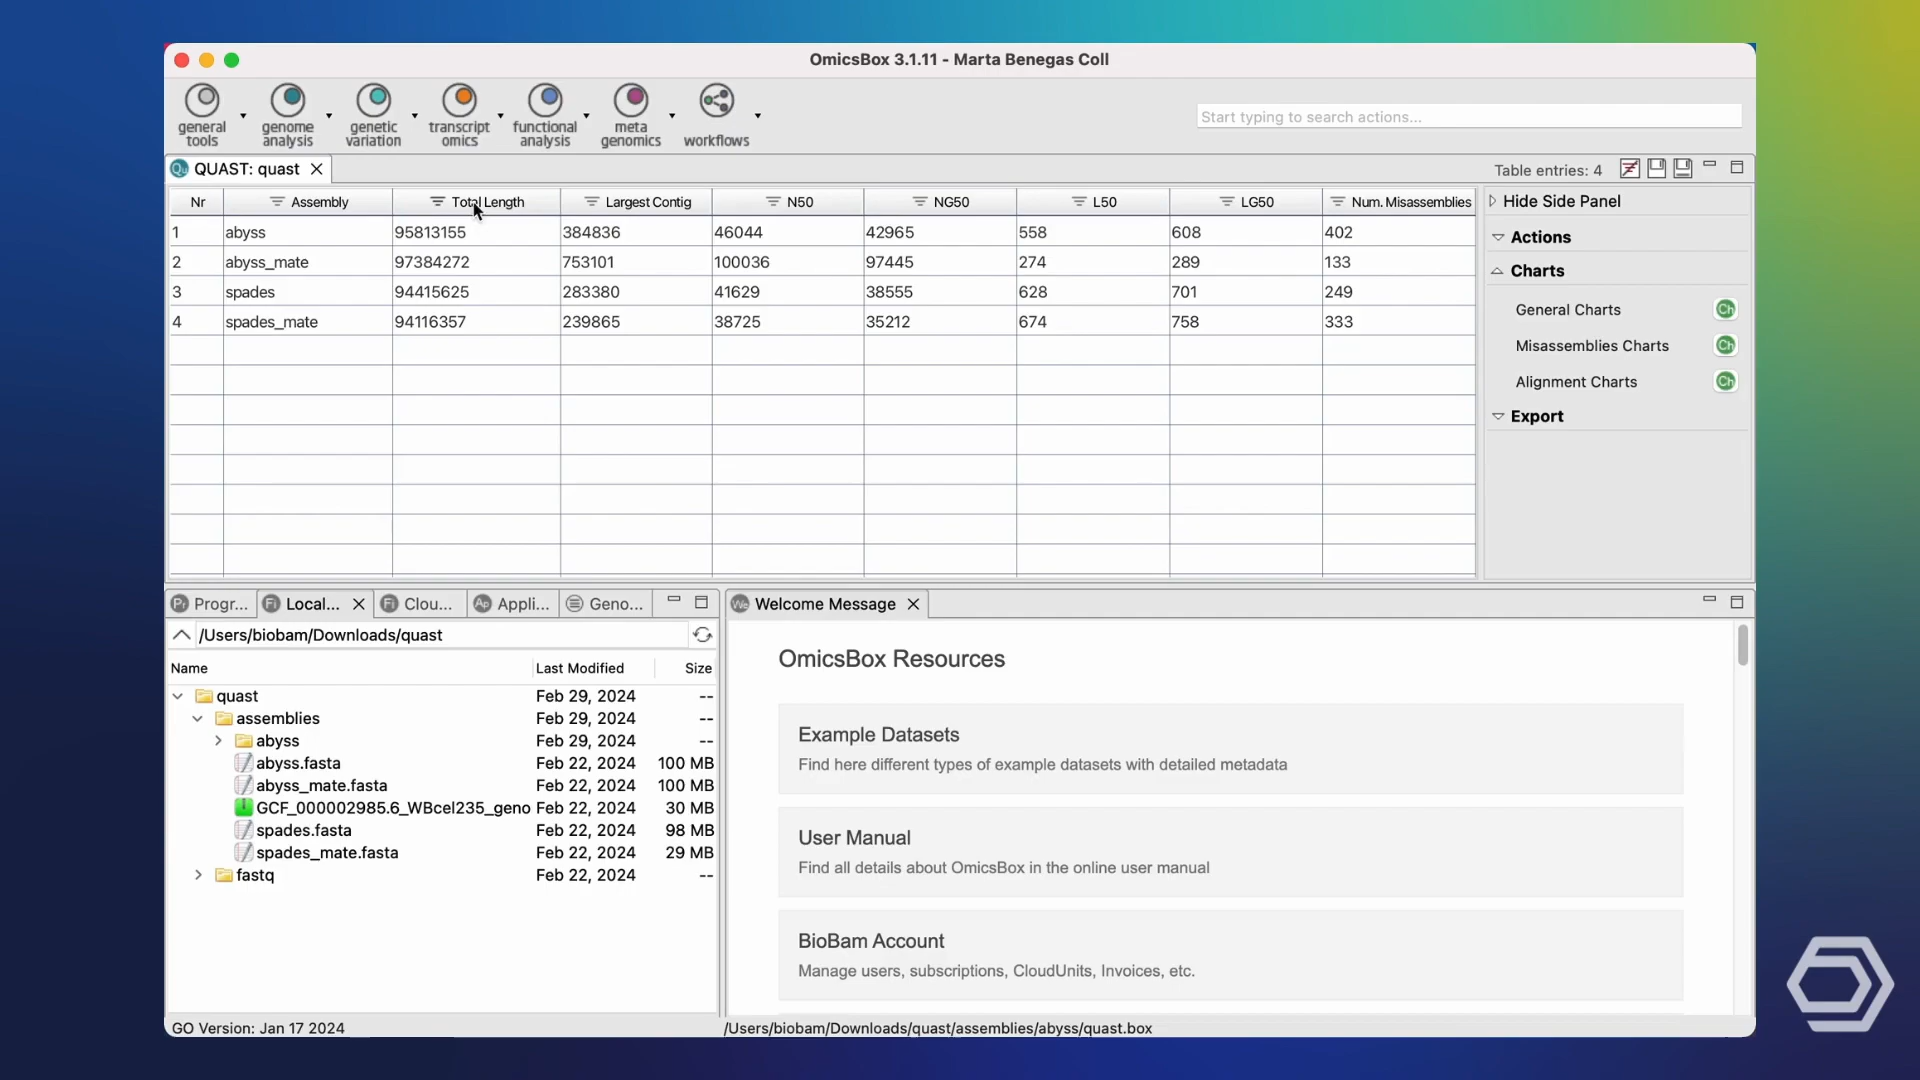 OmicsBox 3.1.11 - Marta Benegas Coll
general tools
genome analysis
genetic variation
transcript omics
functional analysis
meta genomics
workflows
Start typing to search actions...
QUAST: quast
Table entries: 4
Nr Assembly Total Length Largest Contig N50 NG50 L50 LG50 Num. Misassemblies
1 abyss 95813155 384836 46044 42965 558 608 402
2 abyss_mate 97384272 753101 100036 97445 274 289 133
3 spades 94415625 283380 41629 38555 628 701 249
4 spades_mate 94116357 239865 38725 35212 674 758 333
Hide Side Panel
Actions
Charts
General Charts Ch
Misassemblies Charts Ch
Alignment Charts Ch
Export
Pr Progr... Fi Local... Fi Clou... Ap Appli... Geno...
/Users/biobam/Downloads/quast
Name Last Modified Size
quast Feb 29, 2024 --
assemblies Feb 29, 2024 --
abyss Feb 29, 2024 --
abyss.fasta Feb 22, 2024 100 MB
abyss_mate.fasta Feb 22, 2024 100 MB
GCF_000002985.6_WBcel235_geno Feb 22, 2024 30 MB
spades.fasta Feb 22, 2024 98 MB
spades_mate.fasta Feb 22, 2024 29 MB
fastq Feb 22, 2024 --
We Welcome Message
OmicsBox Resources
Example Datasets
Find here different types of example datasets with detailed metadata
User Manual
Find all details about OmicsBox in the online user manual
BioBam Account
Manage users, subscriptions, CloudUnits, Invoices, etc.
GO Version: Jan 17 2024
/Users/biobam/Downloads/quast/assemblies/abyss/quast.box